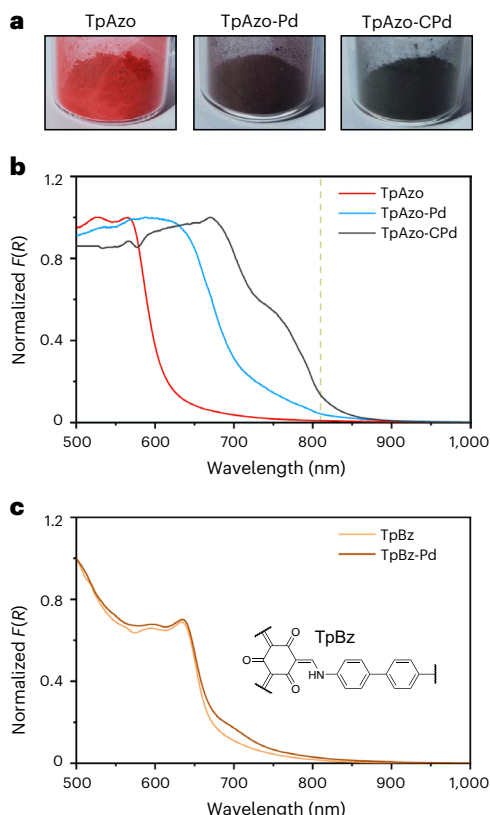 a
TpAzo TpAzo-Pd TpAzo-CPd
b
1.2
0.8
0.4
0
Normalized F(R)
TpAzo
TpAzo-Pd
TpAzo-CPd
500 600 700 800 900 1,000
Wavelength (nm)
c
1.2
0.8
0.4
0
Normalized F(R)
TpBz
TpBz-Pd
TpBz
O
O
HN
O
500 600 700 800 900 1,000
Wavelength (nm)